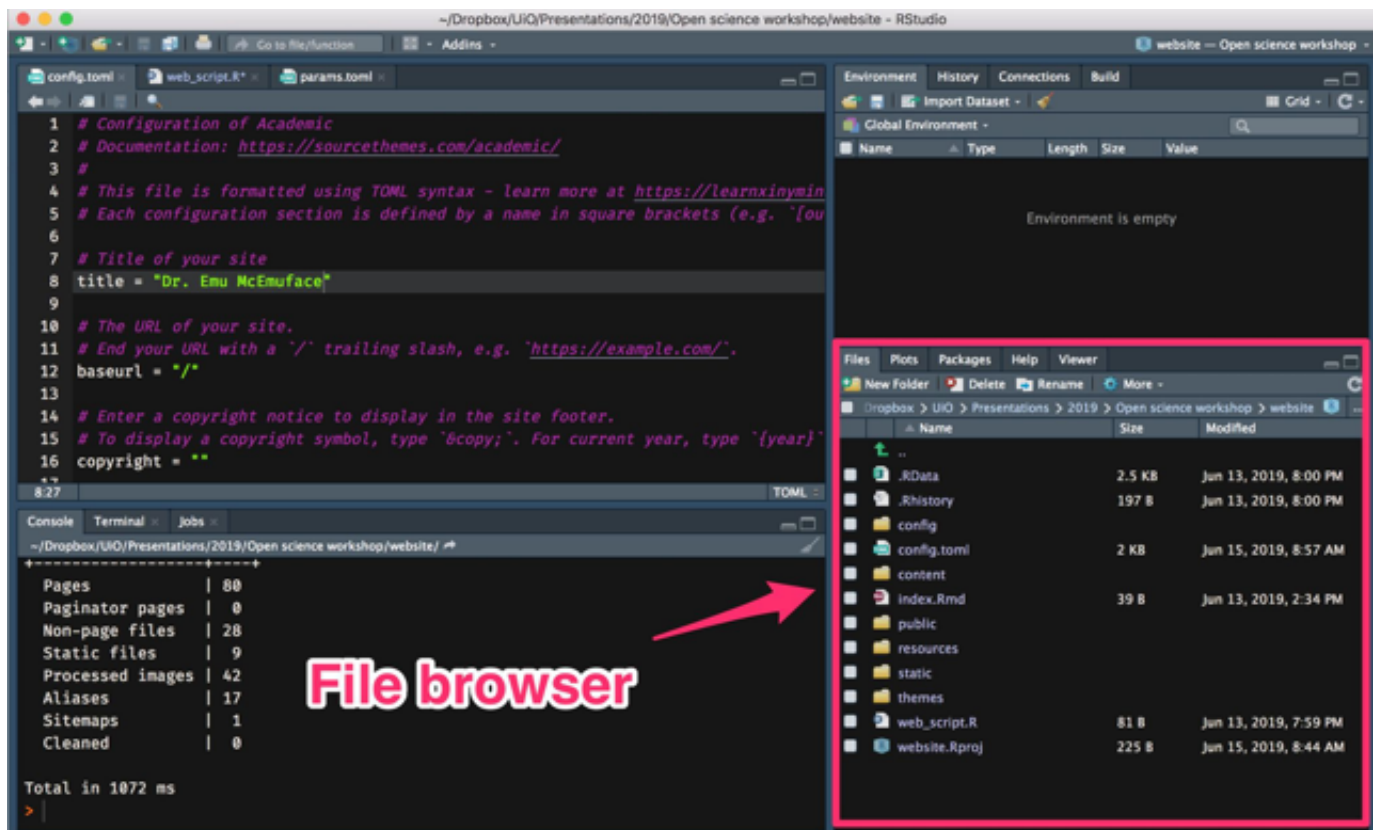 ~/Dropbox/UiO/Presentations/2019/Open science workshop/website - RStudio
Go to file/function Addins website — Open science workshop
config.toml web_script.R* params.toml
1 # Configuration of Academic
2 # Documentation: https://sourcethemes.com/academic/
3 #
4 # This file is formatted using TOML syntax – learn more at https://learnxinymin
5 # Each configuration section is defined by a name in square brackets (e.g. `[ou
6
7 # Title of your site
8 title = "Dr. Emu McEmuface"
9
10 # The URL of your site.
11 # End your URL with a `/` trailing slash, e.g. `https://example.com/`.
12 baseurl = "/"
13
14 # Enter a copyright notice to display in the site footer.
15 # To display a copyright symbol, type `&copy;`. For current year, type `{year}`
16 copyright = ""
8:27 TOML
Console Terminal Jobs
~/Dropbox/UiO/Presentations/2019/Open science workshop/website/
+-------------------+----+
Pages | 80
Paginator pages | 0
Non-page files | 28
Static files | 9
Processed images | 42
Aliases | 17
Sitemaps | 1
Cleaned | 0
Total in 1072 ms
>
File browser
Environment History Connections Build
Import Dataset Grid
Global Environment
Name Type Length Size Value
Environment is empty
Files Plots Packages Help Viewer
New Folder Delete Rename More
Dropbox > UiO > Presentations > 2019 > Open science workshop > website ...
Name Size Modified
..
.RData 2.5 KB Jun 13, 2019, 8:00 PM
.Rhistory 197 B Jun 13, 2019, 8:00 PM
config
config.toml 2 KB Jun 15, 2019, 8:57 AM
content
index.Rmd 39 B Jun 13, 2019, 2:34 PM
public
resources
static
themes
web_script.R 81 B Jun 13, 2019, 7:59 PM
website.Rproj 225 B Jun 15, 2019, 8:44 AM